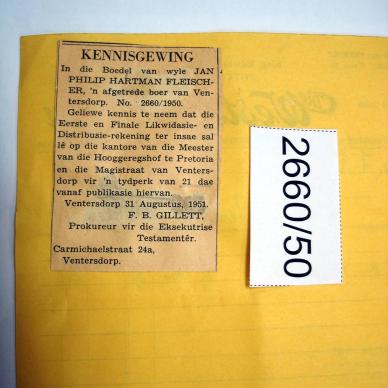 KENNISGEWING
In die Boedel van wyle JAN
PHILIP HARTMAN FLEISCH-
ER, 'n afgetrede boer van Ven-
tersdorp. No. 2660/1950.
Geliewe kennis te neem dat die
Eerste en Finale Likwidasie- en
Distribusie-rekening ter insae sal
lê op die kantore van die Meester
van die Hooggeregshof te Pretoria
en die Magistraat van Venters-
dorp vir 'n tydperk van 21 dae
vanaf publikasie hiervan.
Ventersdorp 31 Augustus, 1951.
F. B. GILLETT,
Prokureur vir die Eksekutrise
Testamentêr.
Carmichaelstraat 24a,
Ventersdorp.
2660/50